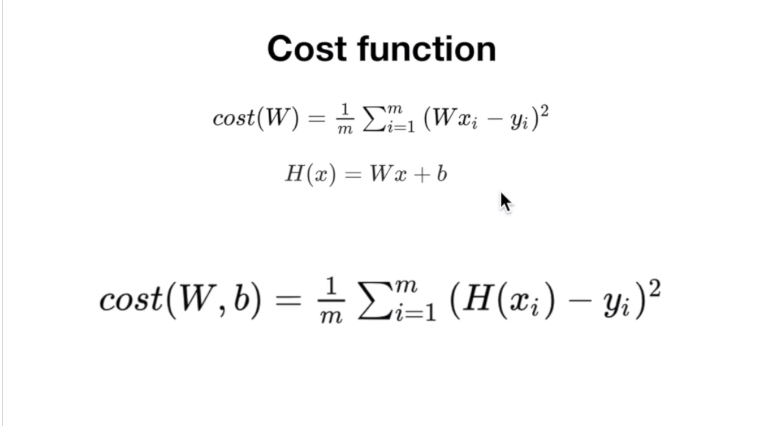 Cost function
cost(W) = \frac{1}{m} \sum_{i=1}^{m} (Wx_i - y_i)^2
H(x) = Wx + b
cost(W, b) = \frac{1}{m} \sum_{i=1}^{m} (H(x_i) - y_i)^2